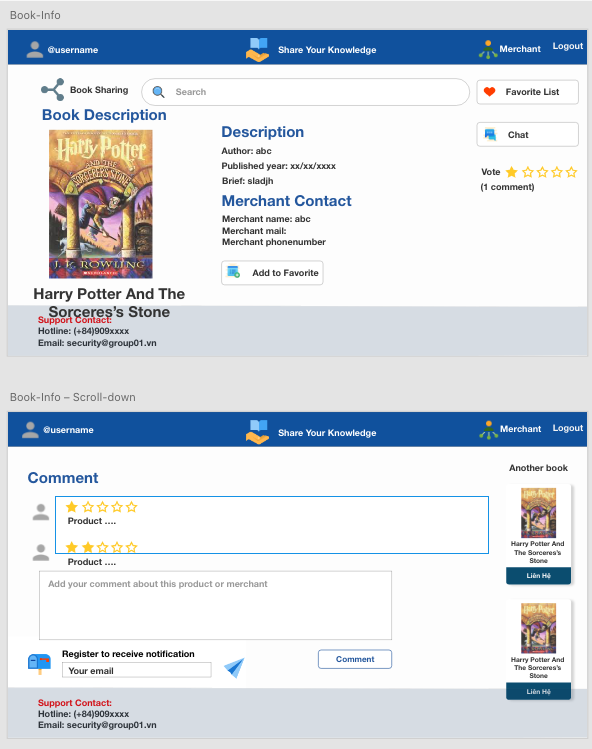 Book-Info
@username
Share Your Knowledge
Merchant
Logout
Book Sharing
Search
Favorite List
Book Description
Harry Potter
AND THE
SORCERER'S STONE
J. K. ROWLING
SCHOLASTIC
Description
Author: abc
Published year: xx/xx/xxxx
Brief: sladjh
Merchant Contact
Merchant name: abc
Merchant mail:
Merchant phonenumber
Add to Favorite
Chat
Vote
(1 comment)
Harry Potter And The
Sorceres's Stone
Support Contact:
Hotline: (+84)909xxxx
Email: security@group01.vn
Book-Info – Scroll-down
@username
Share Your Knowledge
Merchant
Logout
Comment
Product ....
Product ....
Add your comment about this product or merchant
Register to receive notification
Your email
Comment
Another book
Harry Potter And
The Sorceres's
Stone
Liên Hệ
Harry Potter And
The Sorceres's
Stone
Liên Hệ
Support Contact:
Hotline: (+84)909xxxx
Email: security@group01.vn